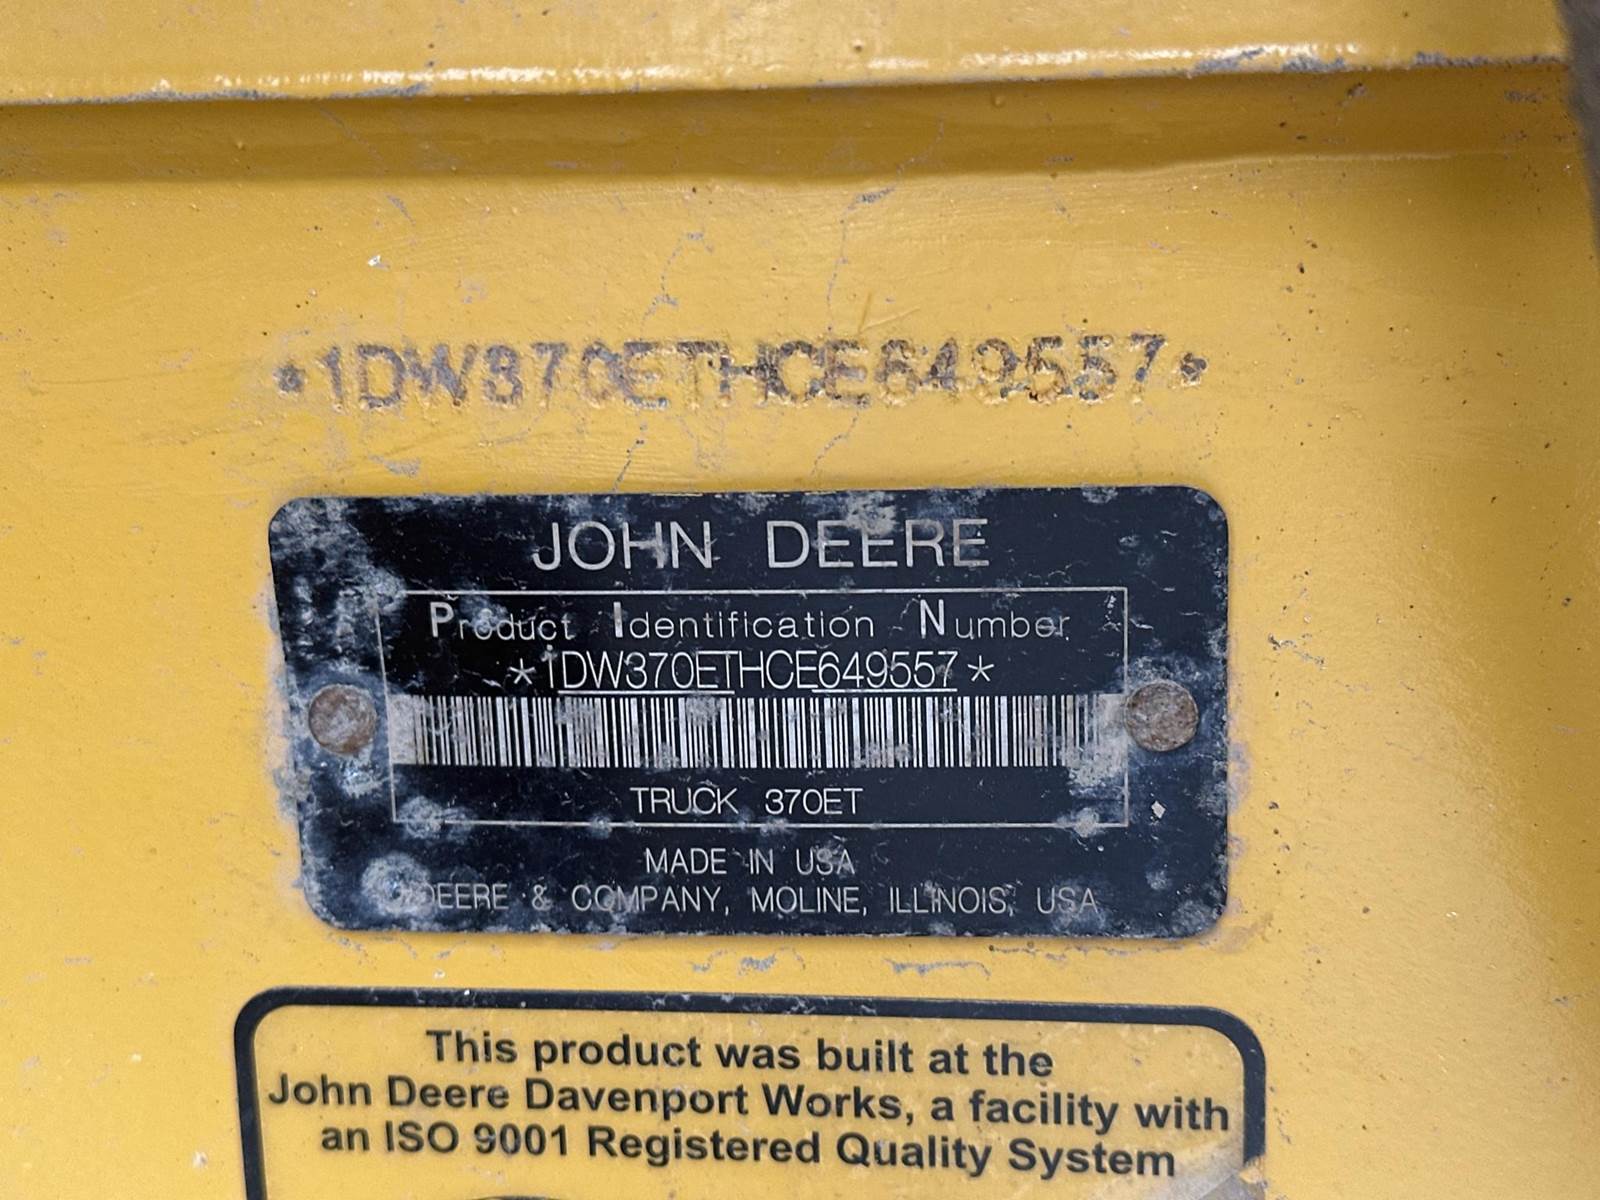 *1DW370ETHCE649557*
JOHN DEERE
Product Identification Number
*1DW370ETHCE649557*
TRUCK 370ET
MADE IN USA
DEERE & COMPANY, MOLINE, ILLINOIS, USA
This product was built at the
John Deere Davenport Works, a facility with
an ISO 9001 Registered Quality System